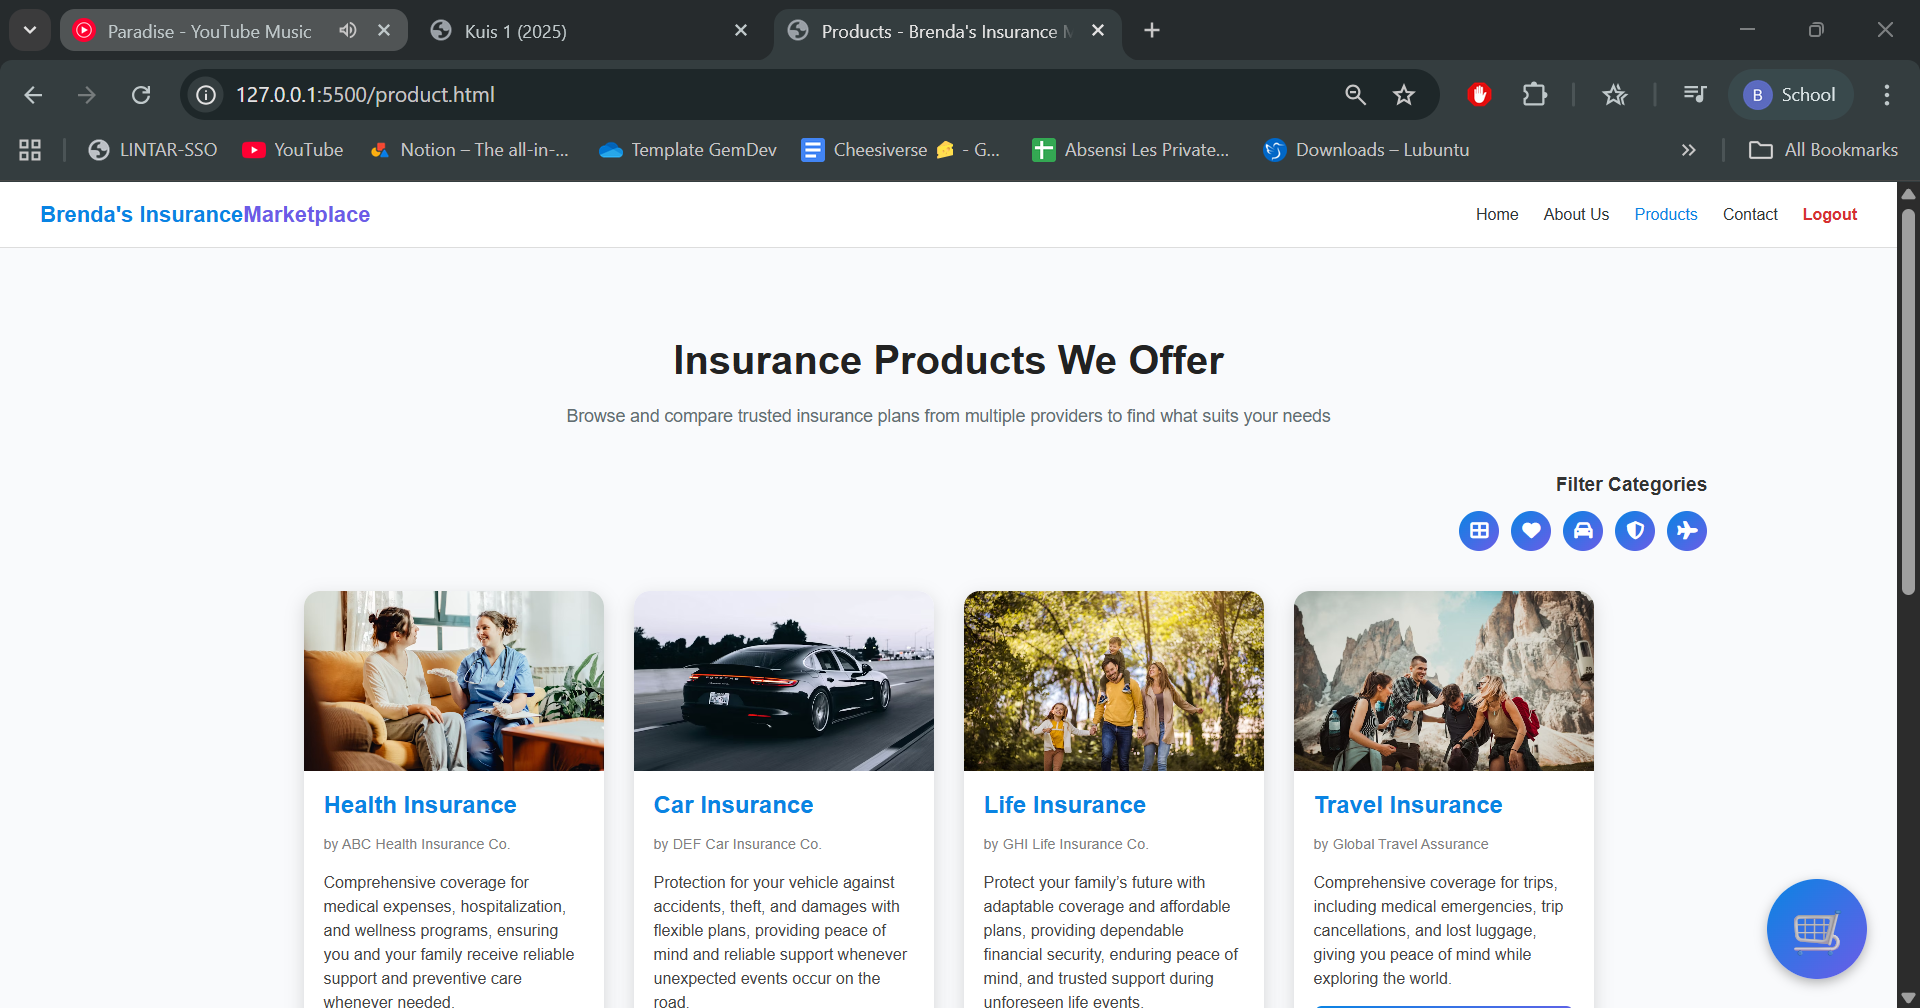 Paradise - YouTube Music
Kuis 1 (2025)
Products - Brenda's Insurance
127.0.0.1:5500/product.html
B School
LINTAR-SSO
YouTube
Notion – The all-in-...
Template GemDev
Cheesiverse 🧀 - G...
Absensi Les Private...
Downloads – Lubuntu
All Bookmarks
Brenda's InsuranceMarketplace
Home About Us Products Contact Logout
Insurance Products We Offer
Browse and compare trusted insurance plans from multiple providers to find what suits your needs
Filter Categories
Health Insurance
by ABC Health Insurance Co.
Comprehensive coverage for
medical expenses, hospitalization,
and wellness programs, ensuring
you and your family receive reliable
support and preventive care
whenever needed.
Car Insurance
by DEF Car Insurance Co.
Protection for your vehicle against
accidents, theft, and damages with
flexible plans, providing peace of
mind and reliable support whenever
unexpected events occur on the
road.
Life Insurance
by GHI Life Insurance Co.
Protect your family’s future with
adaptable coverage and affordable
plans, providing dependable
financial security, enduring peace of
mind, and trusted support during
unforeseen life events.
Travel Insurance
by Global Travel Assurance
Comprehensive coverage for trips,
including medical emergencies, trip
cancellations, and lost luggage,
giving you peace of mind while
exploring the world.